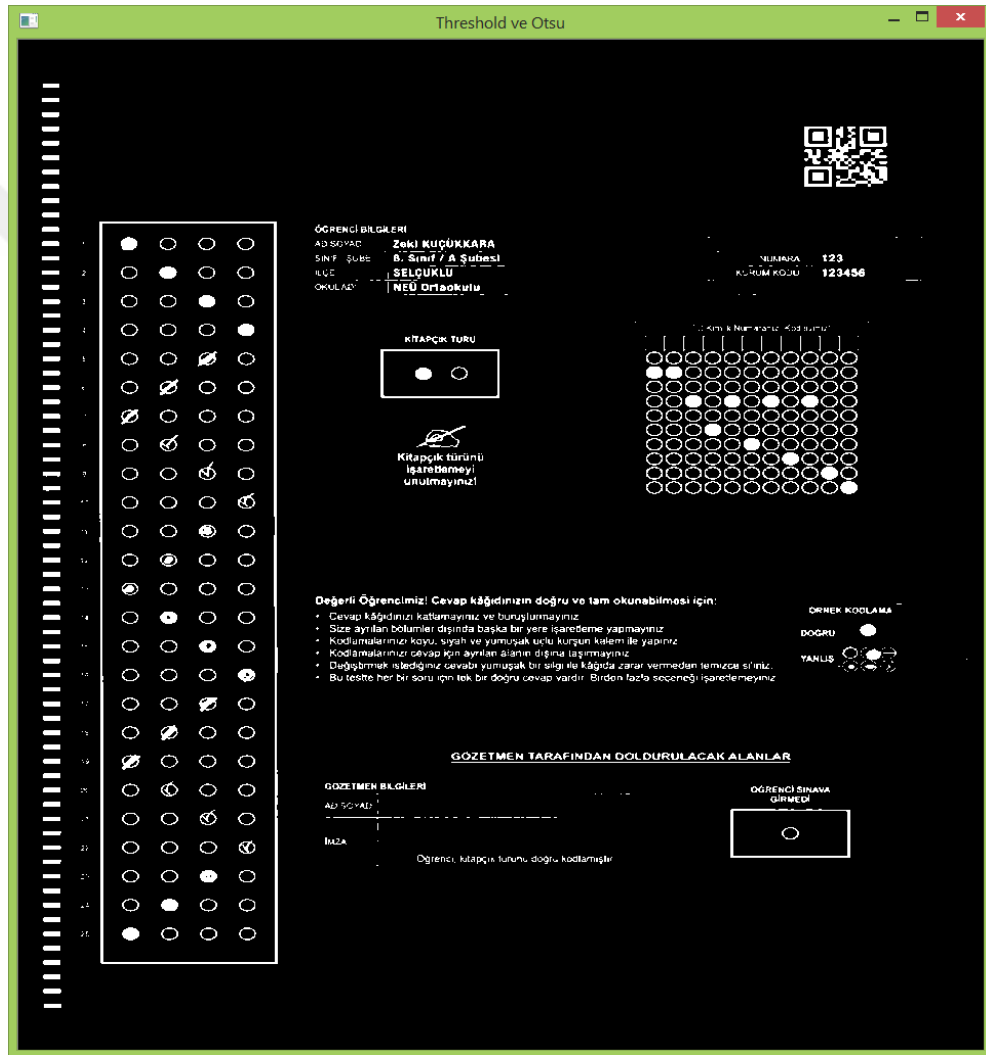 Threshold ve Otsu
ÖĞRENCİ BİLGİLERİ
AD SOYAD Zeki KÜÇÜKKARA
SINIF ŞUBE 8. Sınıf / A Şubesi
İLÇE SELÇUKLU
OKUL ADI NEÜ Ortaokulu
NUMARA 123
KURUM KODU 123456
KİTAPÇIK TÜRÜ
Kitapçık türünü
işaretlemeyi
unutmayınız!
Değerli Öğrencimiz! Cevap kâğıdınızın doğru ve tam okunabilmesi için:
• Cevap kâğıdınızı katlamayınız ve buruşturmayınız
• Size ayrılan bölümler dışında başka bir yere işaretleme yapmayınız
• Kodlamalarınızı koyu, siyah ve yumuşak uçlu kurşun kalem ile yapınız
• Kodlamalarınızı cevap için ayrılan alanın dışına taşırmayınız
• Değiştirmek istediğiniz cevabı yumuşak bir silgi ile kâğıda zarar vermeden temizce siliniz.
• Bu testte her bir soru için tek bir doğru cevap vardır. Birden fazla seçeneği işaretlemeyiniz
ÖRNEK KODLAMA
DOĞRU
YANLIŞ
GÖZETMEN TARAFINDAN DOLDURULACAK ALANLAR
GÖZETMEN BİLGİLERİ
AD SOYAD
İMZA
Öğrenci, kitapçık türünü doğru kodlamıştır
ÖĞRENCİ SINAVA
GİRMEDİ